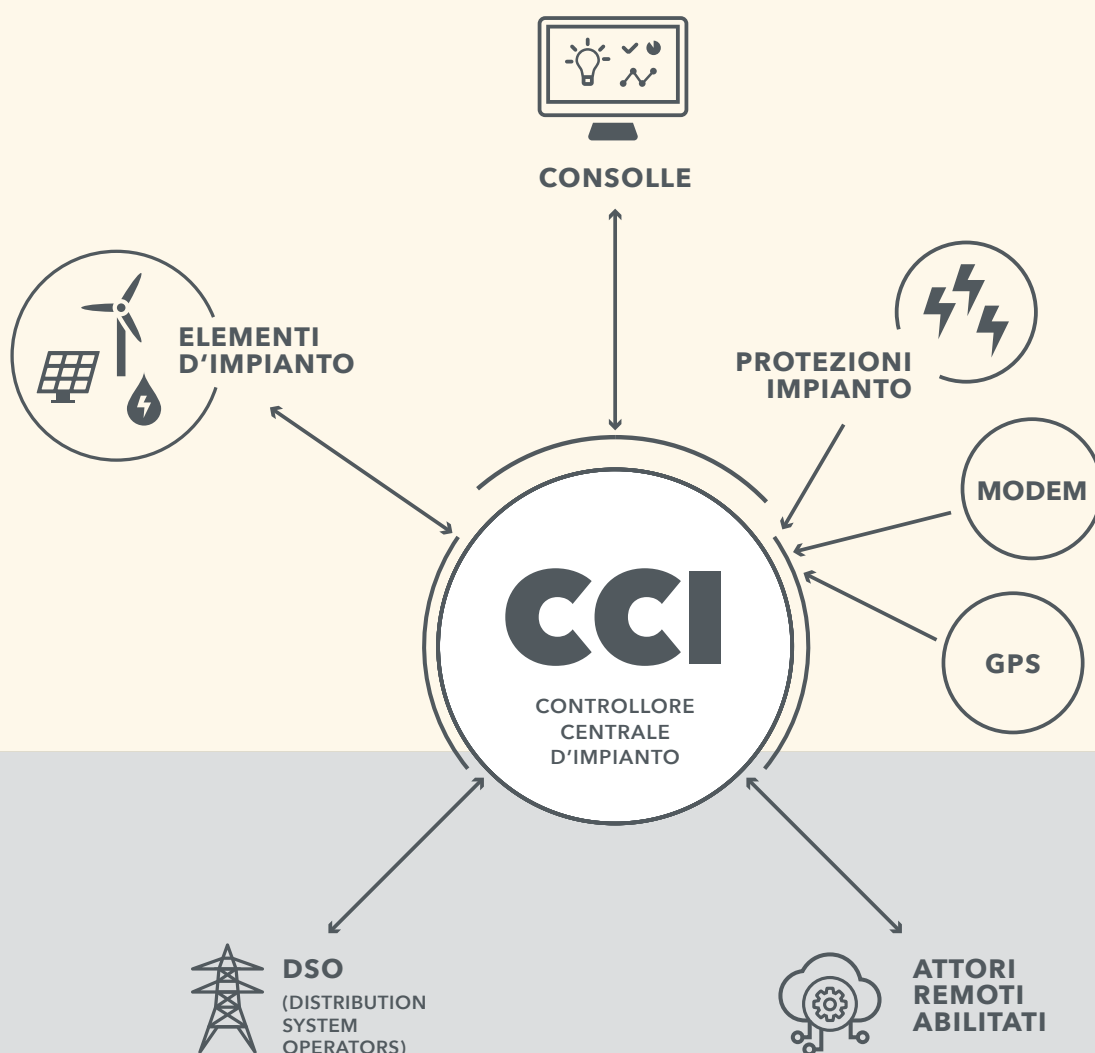 CONSOLLE
ELEMENTI
D'IMPIANTO
PROTEZIONI
IMPIANTO
MODEM
GPS
CCI
CONTROLLORE
CENTRALE
D'IMPIANTO
DSO
(DISTRIBUTION
SYSTEM
OPERATORS)
ATTORI
REMOTI
ABILITATI